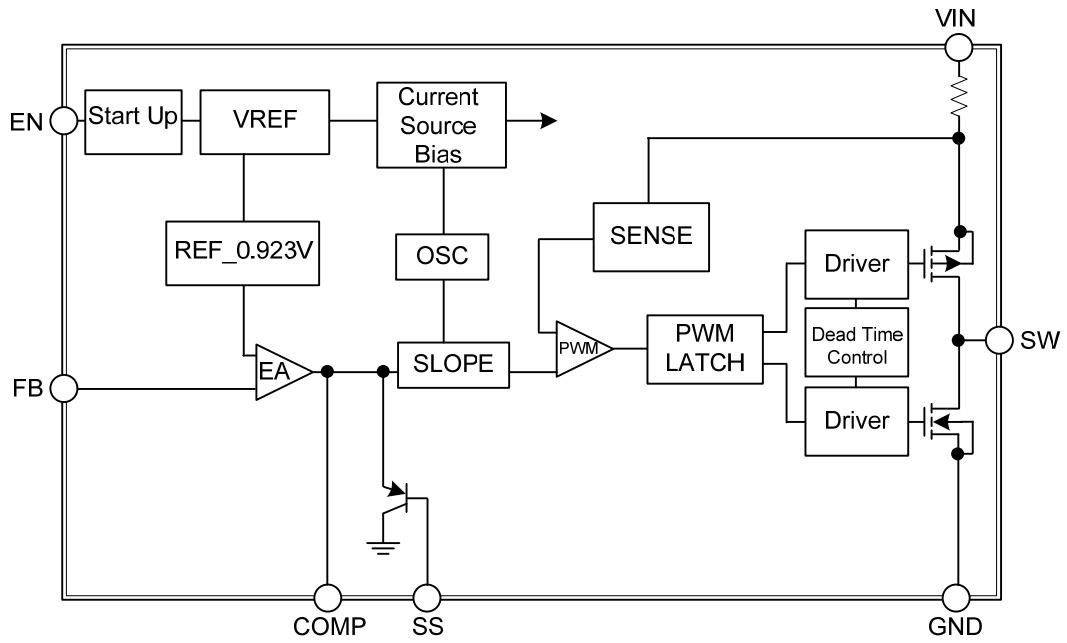 VIN
EN
Start Up
VREF
Current
Source
Bias
REF_0.923V
OSC
SENSE
Driver
PWM
PWM
LATCH
Dead Time
Control
SW
FB
EA
SLOPE
Driver
COMP
SS
GND